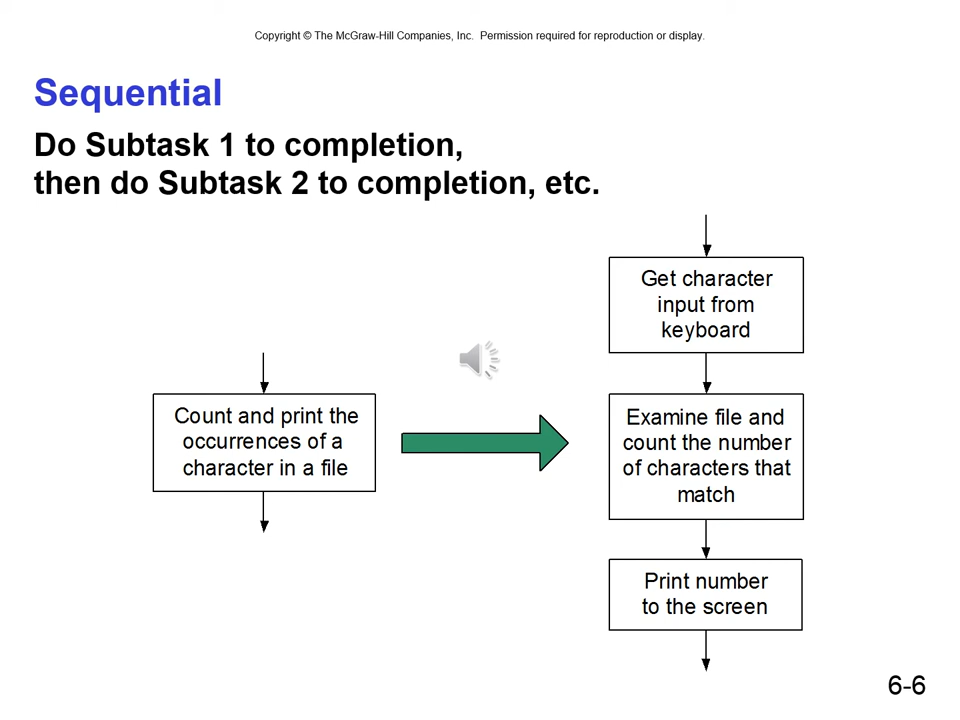 Copyright © The McGraw-Hill Companies, Inc.  Permission required for reproduction or display.
Sequential
Do Subtask 1 to completion,
then do Subtask 2 to completion, etc.
Count and print the
occurrences of a
character in a file
Get character
input from
keyboard
Examine file and
count the number
of characters that
match
Print number
to the screen
6-6